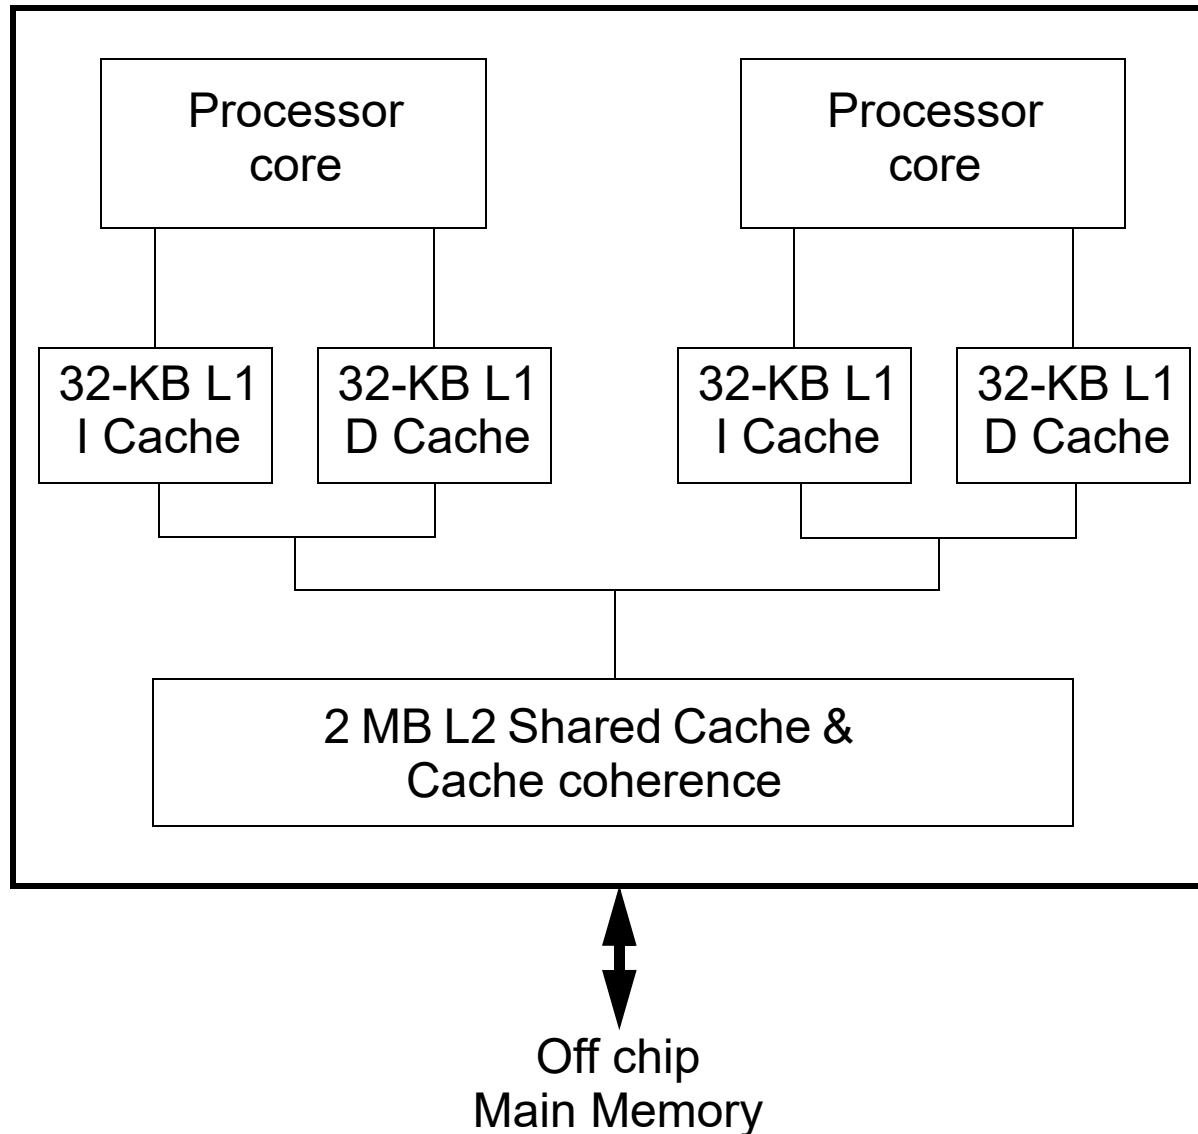 Processor
core
Processor
core
32-KB L1
I Cache
32-KB L1
D Cache
32-KB L1
I Cache
32-KB L1
D Cache
2 MB L2 Shared Cache &
Cache coherence
Off chip
Main Memory